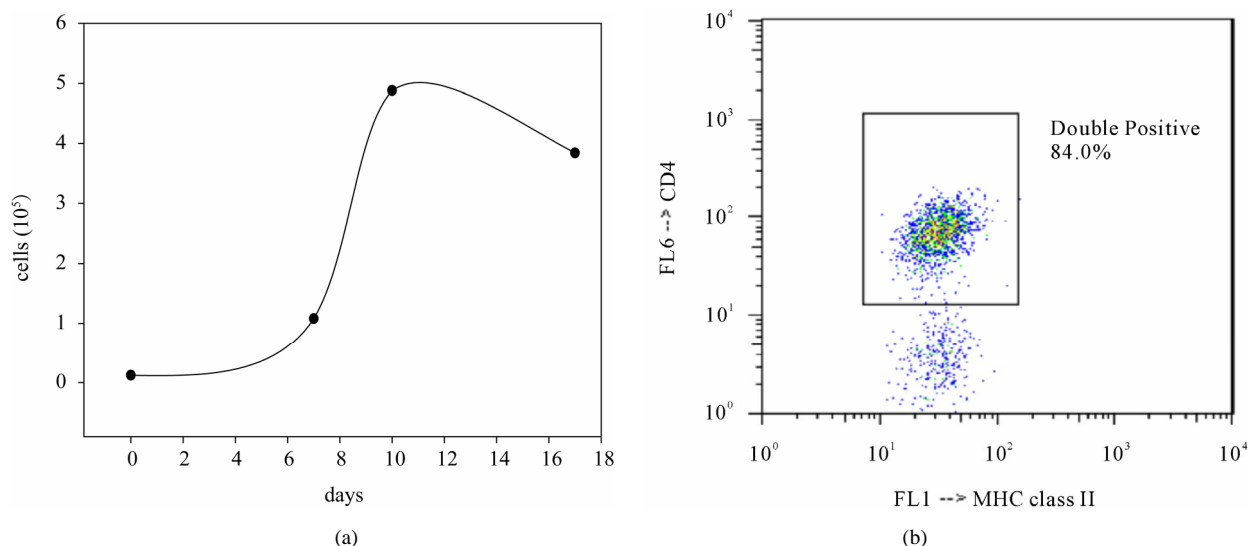 6
5
4
3
2
1
0
cells (10⁵)
0 2 4 6 8 10 12 14 16 18
days
(a)
10⁴
10³
10²
10¹
10⁰
FL6 --> CD4
Double Positive
84.0%
10⁰ 10¹ 10² 10³ 10⁴
FL1 --> MHC class II
(b)